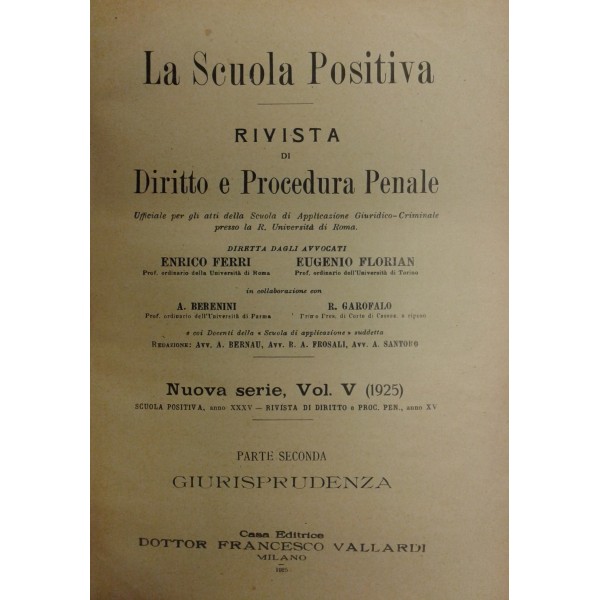 La Scuola Positiva
RIVISTA
DI
Diritto e Procedura Penale
Ufficiale per gli atti della Scuola di Applicazione Giuridico-Criminale
presso la R. Università di Roma.
DIRETTA DAGLI AVVOCATI
ENRICO FERRI EUGENIO FLORIAN
Prof. ordinario della Università di Roma Prof. ordinario dell'Università di Torino
in collaborazione con
A. BERENINI R. GAROFALO
Prof. ordinario dell'Università di Parma Primo Pres. di Corte di Cassaz. a riposo
e coi Docenti della « Scuola di applicazione » suddetta
REDAZIONE: AVV. A. BERNAU, AVV. R. A. FROSALI, AVV. A. SANTORO
Nuova serie, Vol. V (1925)
SCUOLA POSITIVA, anno XXXV — RIVISTA DI DIRITTO e PROC. PEN., anno XV
PARTE SECONDA
GIURISPRUDENZA
Casa Editrice
DOTTOR FRANCESCO VALLARDI
MILANO